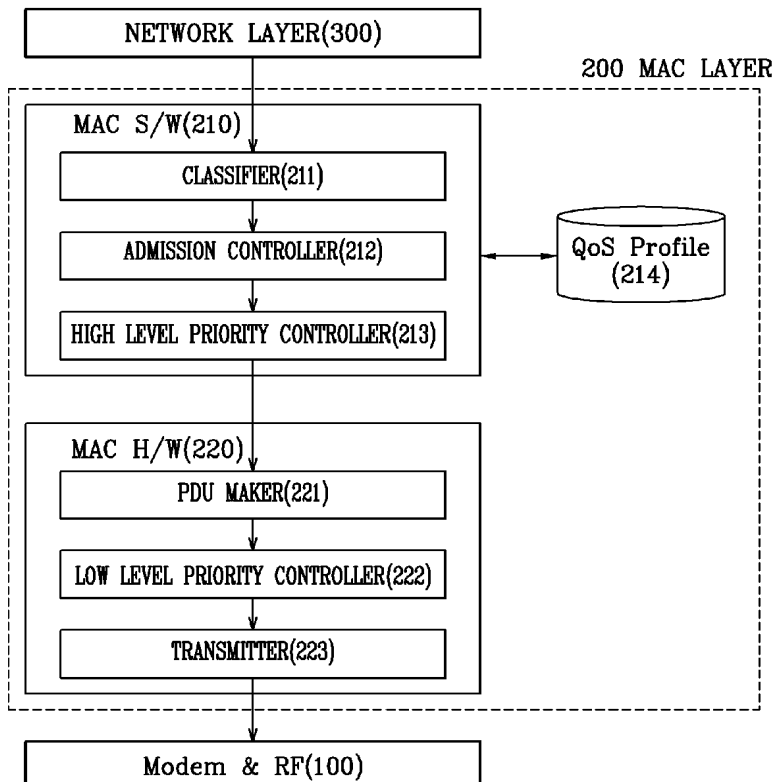 NETWORK LAYER(300)
200 MAC LAYER
MAC S/W(210)
CLASSIFIER(211)
ADMISSION CONTROLLER(212)
HIGH LEVEL PRIORITY CONTROLLER(213)
QoS Profile
(214)
MAC H/W(220)
PDU MAKER(221)
LOW LEVEL PRIORITY CONTROLLER(222)
TRANSMITTER(223)
Modem & RF(100)